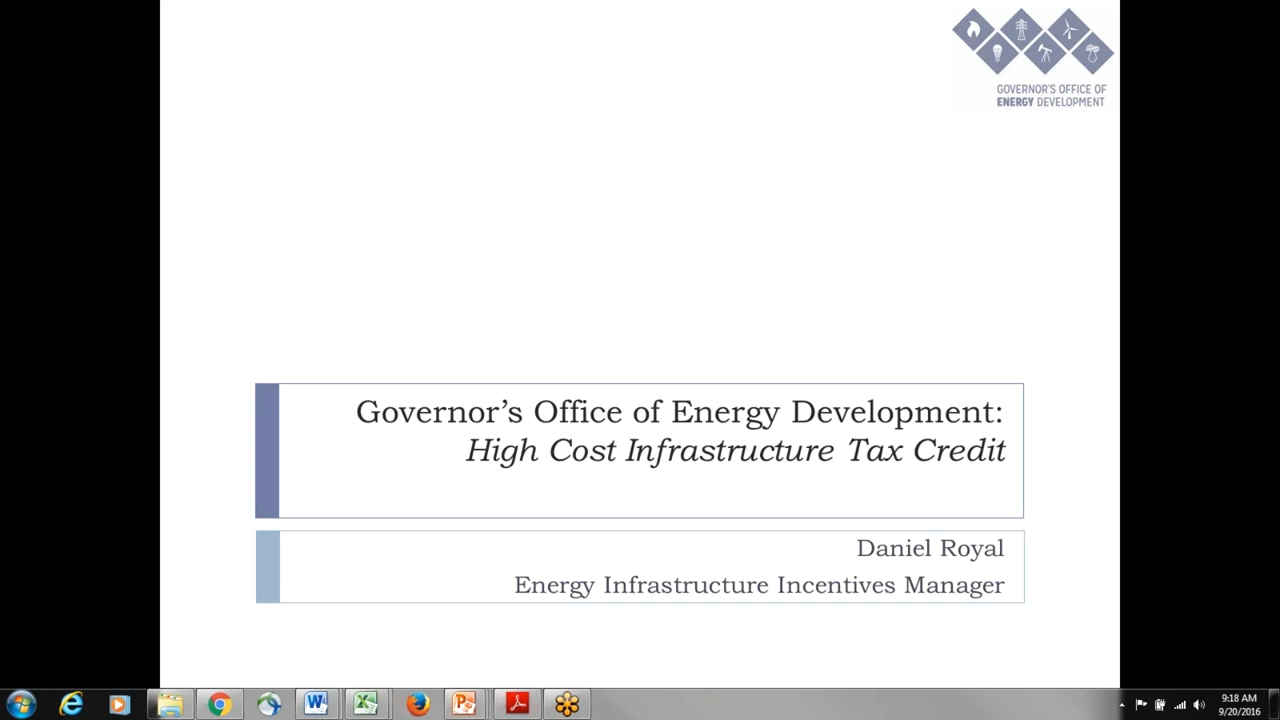 GOVERNOR'S OFFICE OF
ENERGY DEVELOPMENT
Governor’s Office of Energy Development:
High Cost Infrastructure Tax Credit
Daniel Royal
Energy Infrastructure Incentives Manager
9:18 AM
9/20/2016